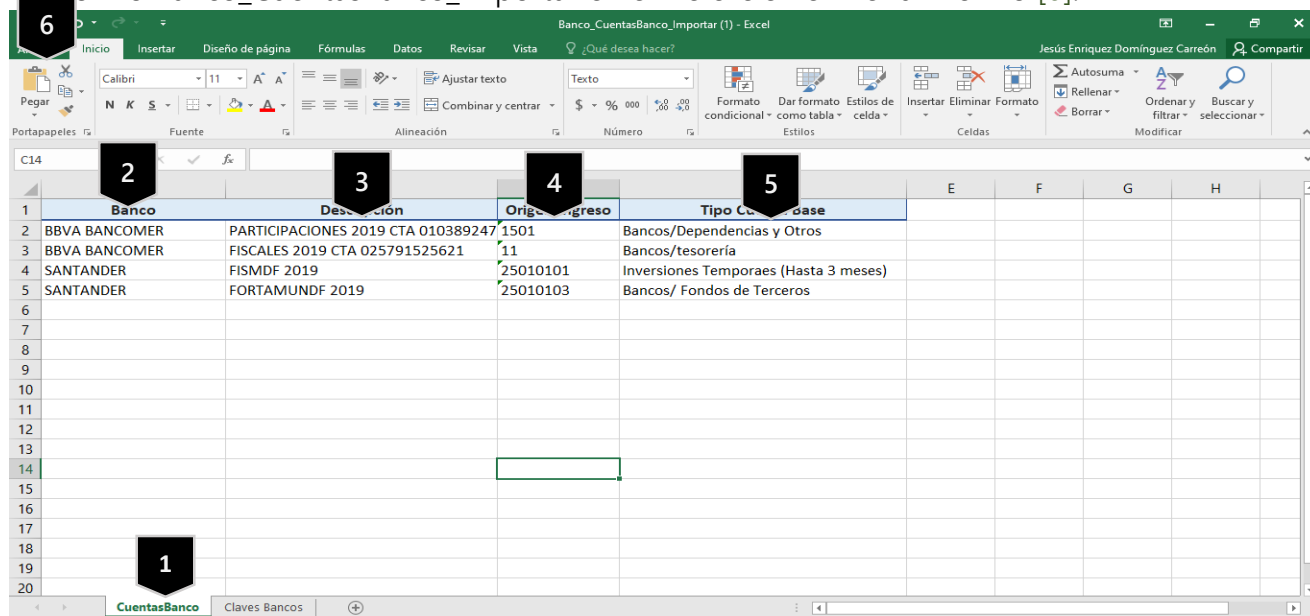 6
Banco_CuentasBanco_Importar (1) - Excel
Jesús Enriquez Domínguez Carreón Compartir
Inicio Insertar Diseño de página Fórmulas Datos Revisar Vista ¿Qué desea hacer?
Pegar
Calibri 11 A A
N K S
Ajustar texto
Combinar y centrar
Texto
$ % 000
Formato condicional
Dar formato como tabla
Estilos de celda
Insertar Eliminar Formato
Autosuma
Rellenar
Borrar
Ordenar y filtrar
Buscar y seleccionar
Portapapeles Fuente Alineación Número Estilos Celdas Modificar
C14 fx
2 3 4 5
E F G H
1 Banco
2 BBVA BANCOMER PARTICIPACIONES 2019 CTA 010389247 1501 Bancos/Dependencias y Otros
3 BBVA BANCOMER FISCALES 2019 CTA 025791525621 11 Bancos/tesorería
4 SANTANDER FISMDF 2019 25010101 Inversiones Temporaes (Hasta 3 meses)
5 SANTANDER FORTAMUNDF 2019 25010103 Bancos/ Fondos de Terceros
6
7
8
9
10
11
12
13
14
15
16
17
18
19
20
1
CuentasBanco Claves Bancos